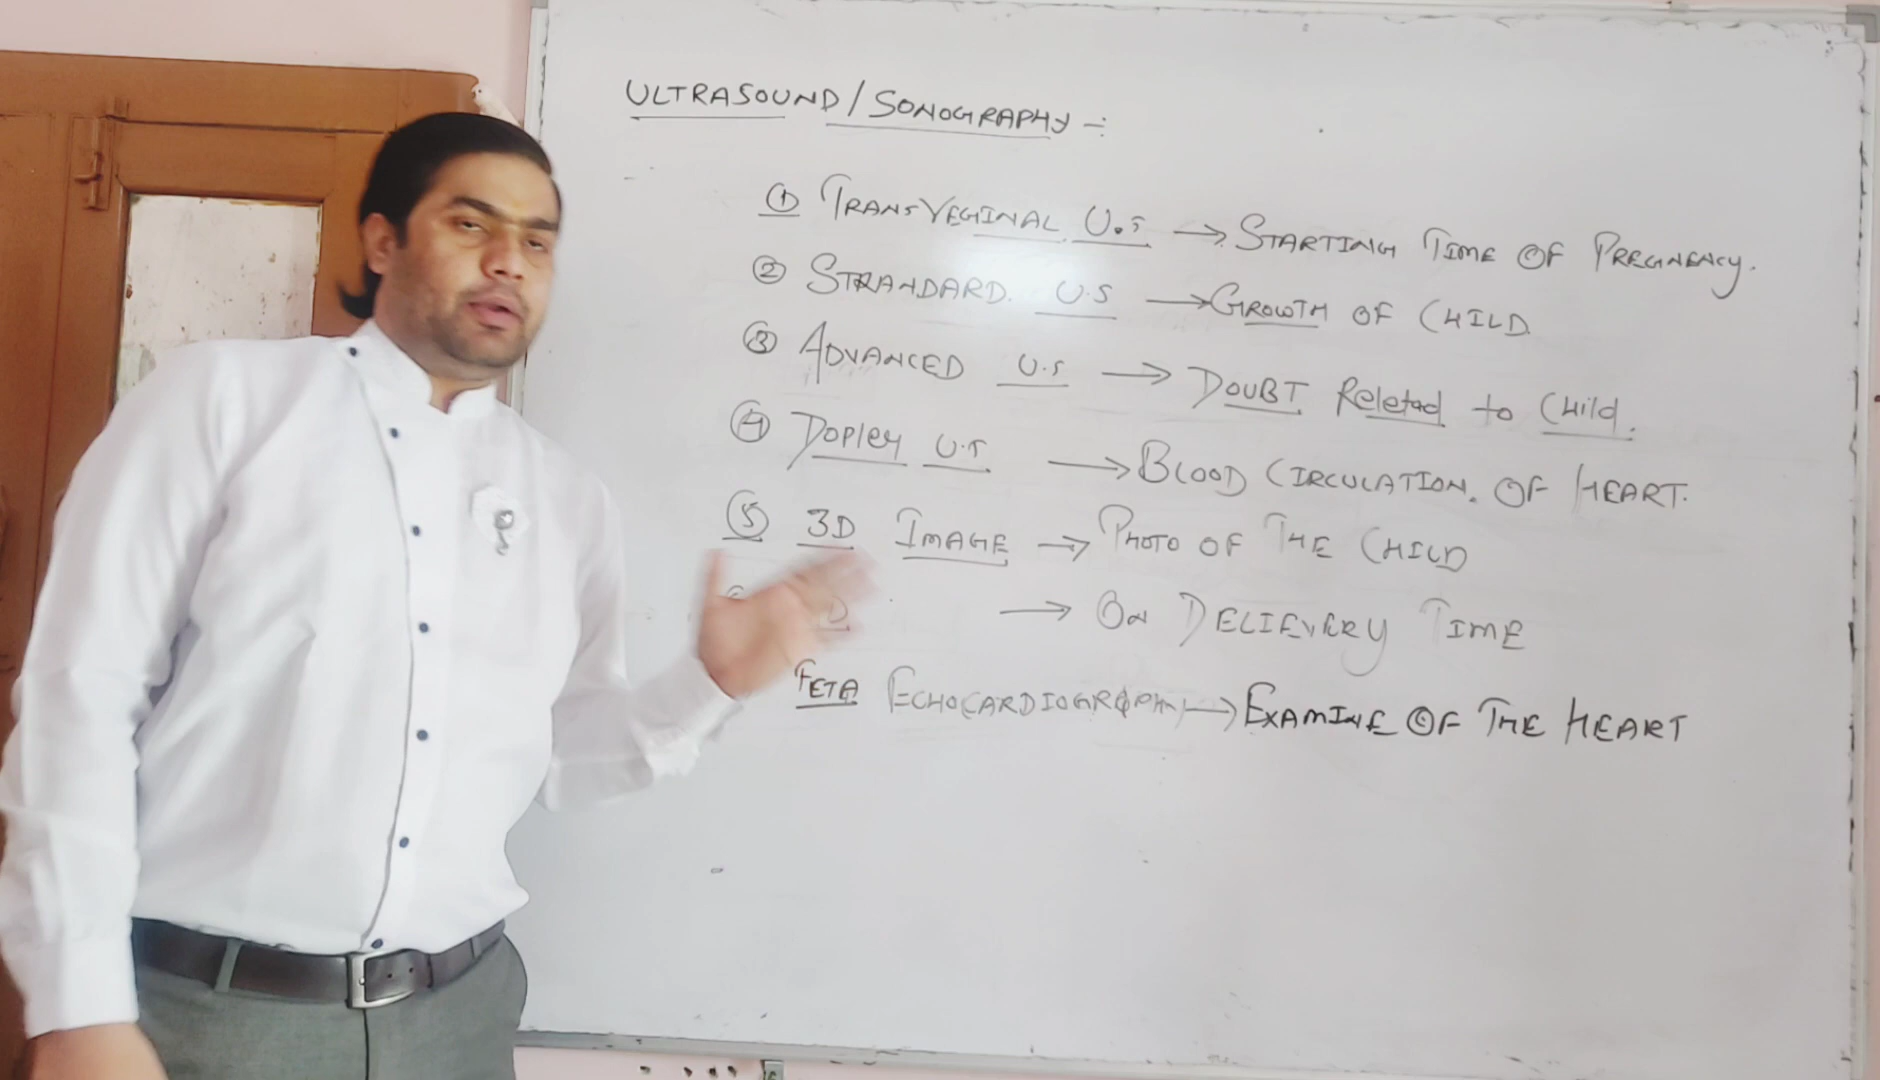 ULTRASOUND/SONOGRAPHY -:
① TRANSVEGINAL U.S → STARTING TIME OF PREGNENCY.
② STRANDARD. U.S → GROWTH OF CHILD
③ ADVANCED U.S → DOUBT Releted to Child.
④ DOPLEY U.S → BLOOD CIRCULATION. OF HEART.
⑤ 3D IMAGE → PHOTO OF THE CHILD
D → ON DELIEVERY TIME
FETA ECHOCARDIOGRAPHY → EXAMINE OF THE HEART